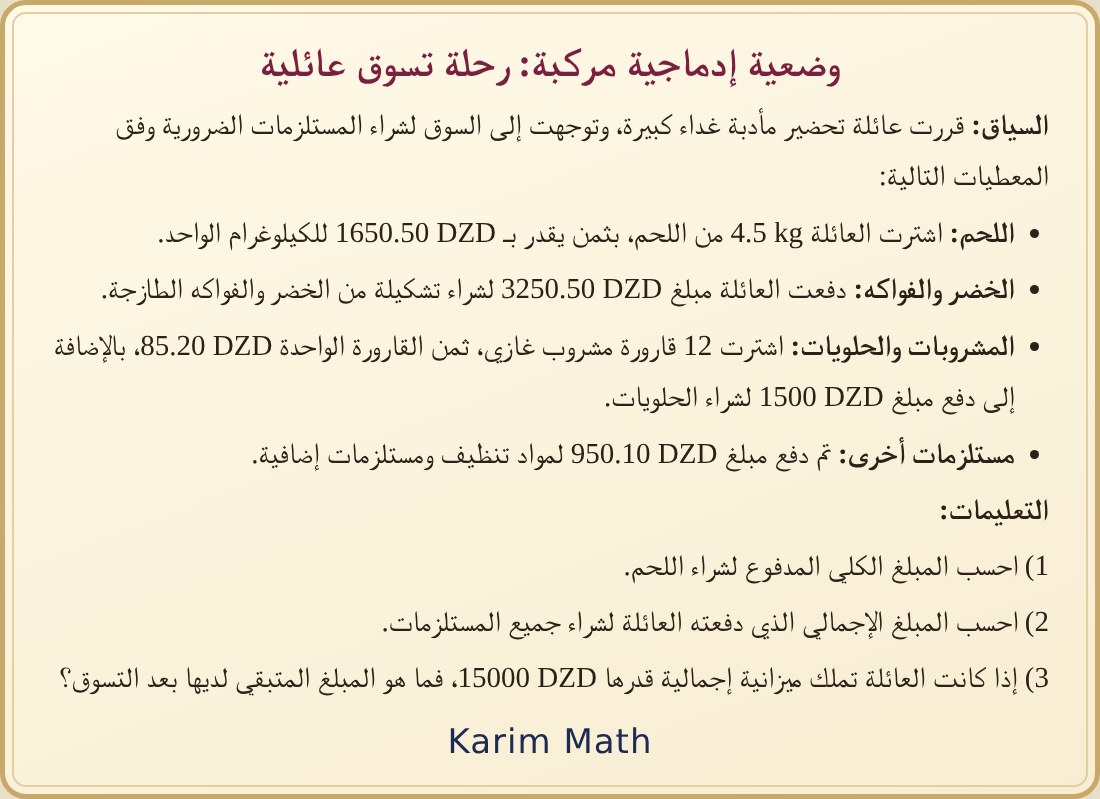 وضعية إدماجية مركبة: رحلة تسوق عائلية
السياق: قررت عائلة تحضير مأدبة غداء كبيرة، وتوجهت إلى السوق لشراء المستلزمات الضرورية وفق
المعطيات التالية:
• اللحم: اشترت العائلة 4.5 kg من اللحم، بثمن يقدر بـ 1650.50 DZD للكيلوغرام الواحد.
• الخضر والفواكه: دفعت العائلة مبلغ 3250.50 DZD لشراء تشكيلة من الخضر والفواكه الطازجة.
• المشروبات والحلويات: اشترت 12 قارورة مشروب غازي، ثمن القارورة الواحدة 85.20 DZD، بالإضافة
إلى دفع مبلغ 1500 DZD لشراء الحلويات.
• مستلزمات أخرى: تم دفع مبلغ 950.10 DZD لمواد تنظيف ومستلزمات إضافية.
التعليمات:
1) احسب المبلغ الكلي المدفوع لشراء اللحم.
2) احسب المبلغ الإجمالي الذي دفعته العائلة لشراء جميع المستلزمات.
3) إذا كانت العائلة تملك ميزانية إجمالية قدرها 15000 DZD، فما هو المبلغ المتبقي لديها بعد التسوق؟
Karim Math